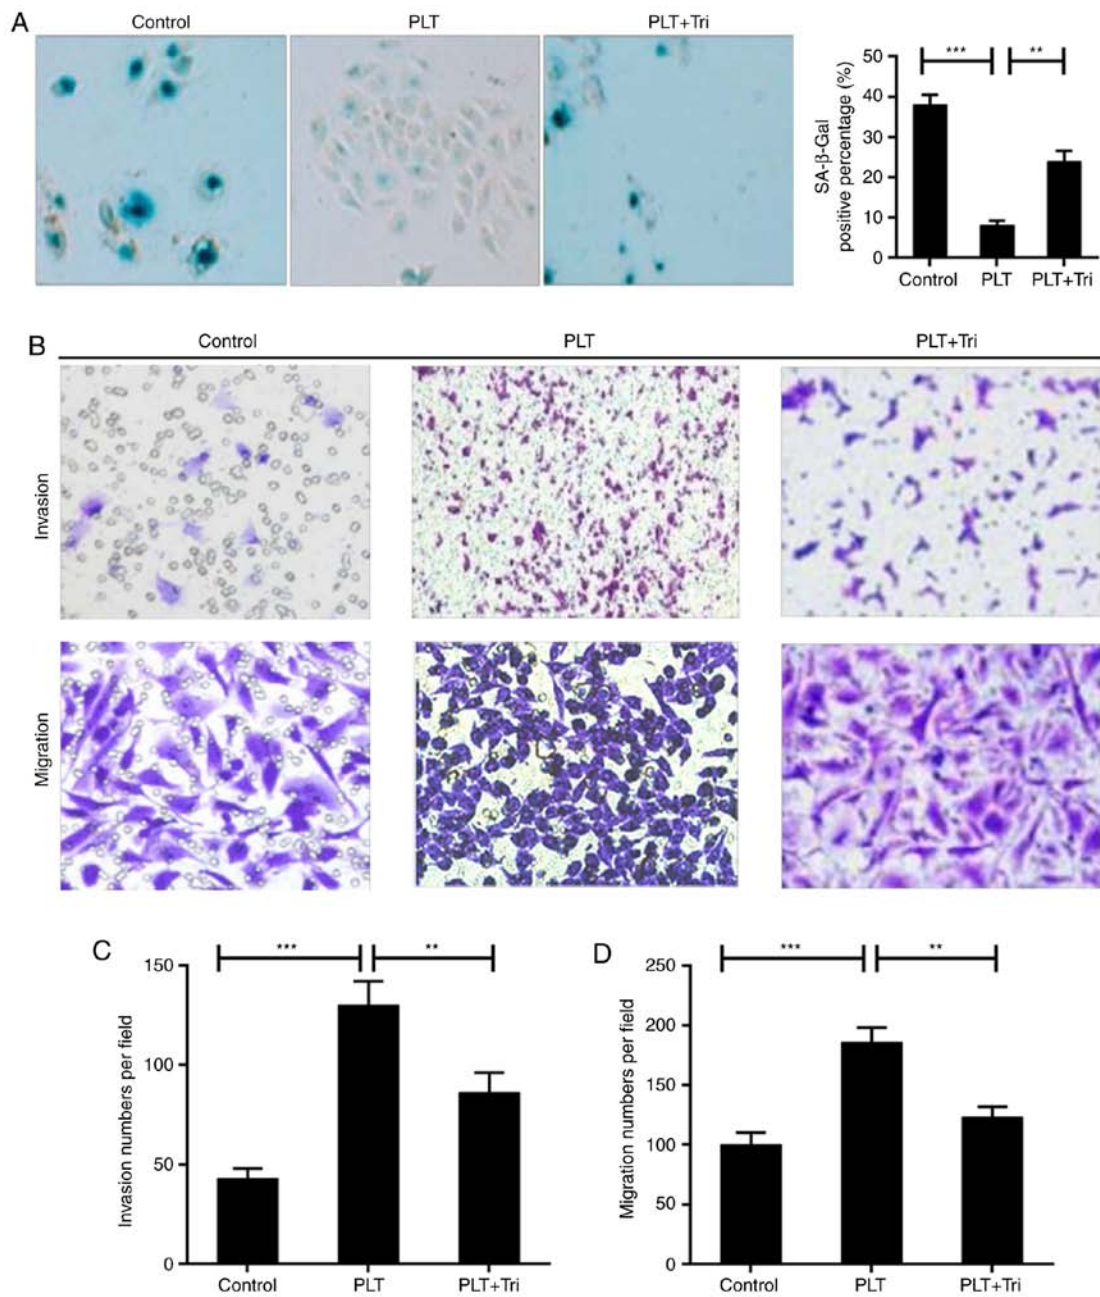 A
Control
PLT
PLT+Tri
SA-β-Gal
positive percentage (%)
50
40
30
20
10
0
***
**
Control
PLT
PLT+Tri
B
Control
PLT
PLT+Tri
Invasion
Migration
C
Invasion numbers per field
150
100
50
0
***
**
Control
PLT
PLT+Tri
D
Migration numbers per field
250
200
150
100
50
0
***
**
Control
PLT
PLT+Tri